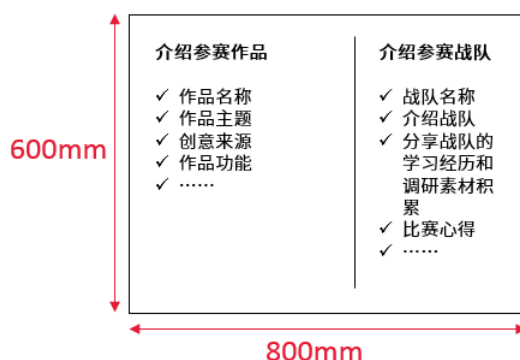 介绍参赛作品
✓ 作品名称
✓ 作品主题
✓ 创意来源
✓ 作品功能
✓ ……
介绍参赛战队
✓ 战队名称
✓ 介绍战队
✓ 分享战队的
学习经历和
调研素材积
累
✓ 比赛心得
✓ ……
600mm
800mm